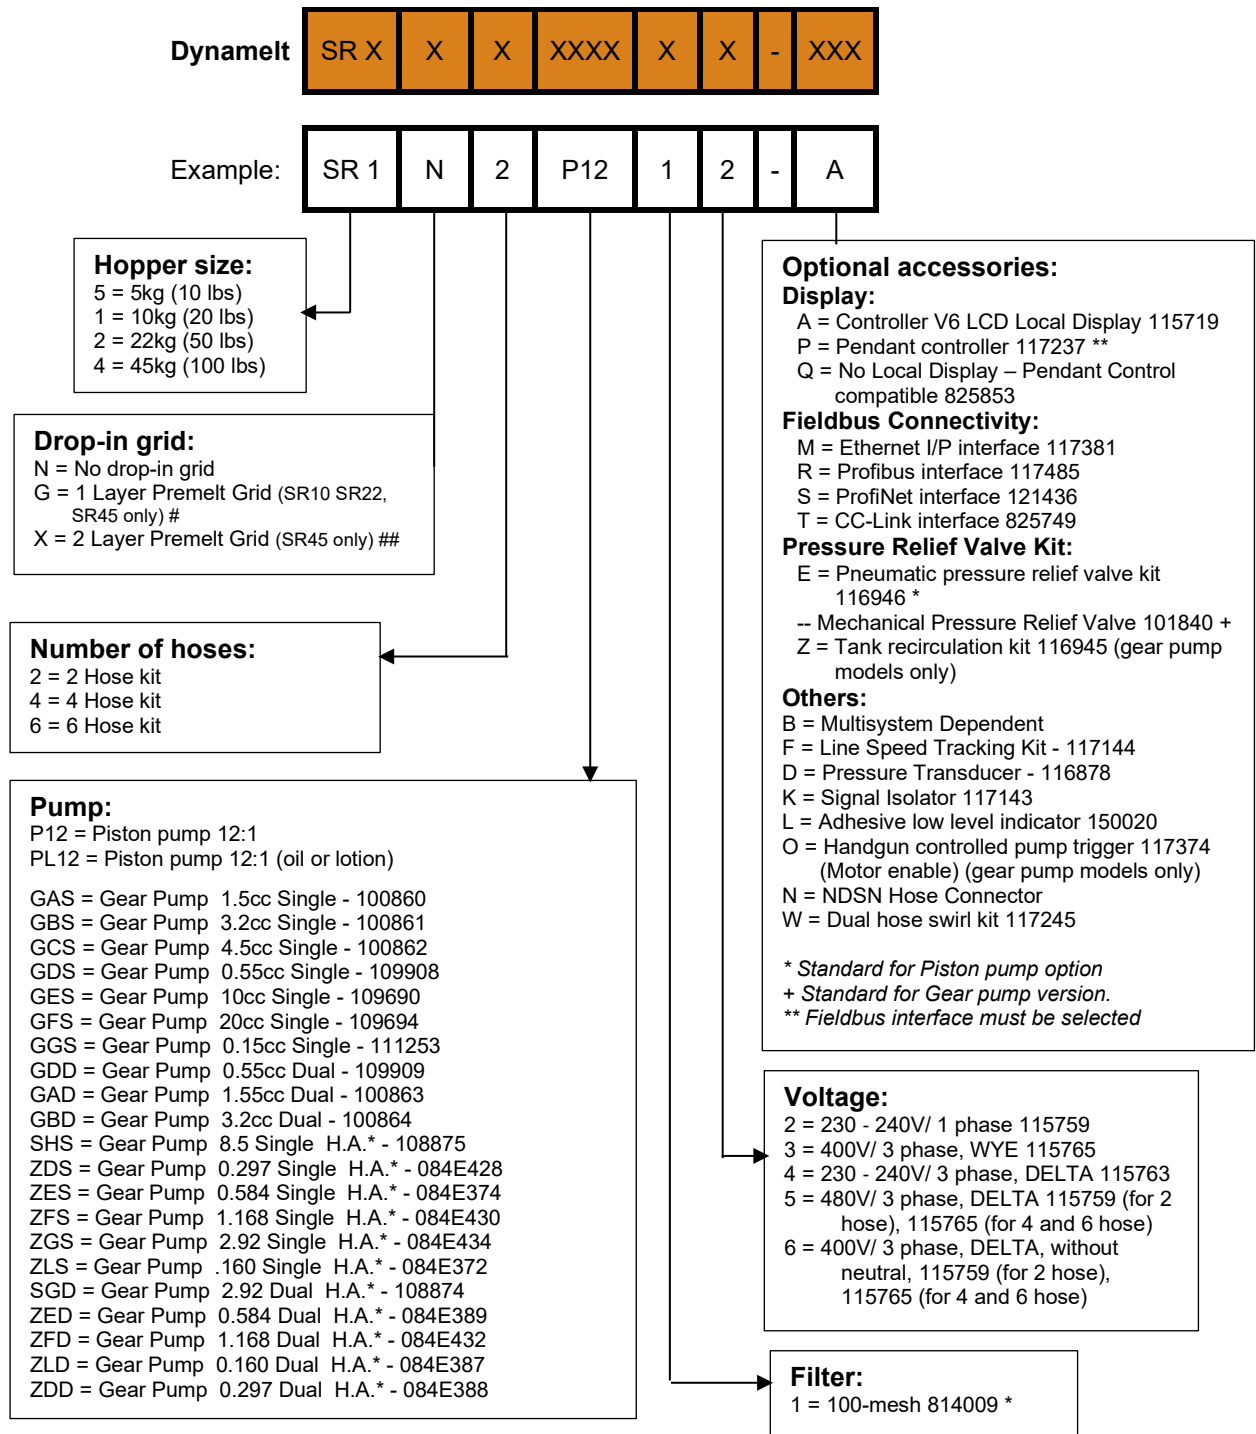 Dynamelt SR X X X XXXX X X - XXX
Example: SR 1 N 2 P12 1 2 - A
Hopper size:
5 = 5kg (10 lbs)
1 = 10kg (20 lbs)
2 = 22kg (50 lbs)
4 = 45kg (100 lbs)
Drop-in grid:
N = No drop-in grid
G = 1 Layer Premelt Grid (SR10 SR22,
SR45 only) #
X = 2 Layer Premelt Grid (SR45 only) ##
Number of hoses:
2 = 2 Hose kit
4 = 4 Hose kit
6 = 6 Hose kit
Pump:
P12 = Piston pump 12:1
PL12 = Piston pump 12:1 (oil or lotion)
GAS = Gear Pump 1.5cc Single - 100860
GBS = Gear Pump 3.2cc Single - 100861
GCS = Gear Pump 4.5cc Single - 100862
GDS = Gear Pump 0.55cc Single - 109908
GES = Gear Pump 10cc Single - 109690
GFS = Gear Pump 20cc Single - 109694
GGS = Gear Pump 0.15cc Single - 111253
GDD = Gear Pump 0.55cc Dual - 109909
GAD = Gear Pump 1.55cc Dual - 100863
GBD = Gear Pump 3.2cc Dual - 100864
SHS = Gear Pump 8.5 Single H.A.* - 108875
ZDS = Gear Pump 0.297 Single H.A.* - 084E428
ZES = Gear Pump 0.584 Single H.A.* - 084E374
ZFS = Gear Pump 1.168 Single H.A.* - 084E430
ZGS = Gear Pump 2.92 Single H.A.* - 084E434
ZLS = Gear Pump .160 Single H.A.* - 084E372
SGD = Gear Pump 2.92 Dual H.A.* - 108874
ZED = Gear Pump 0.584 Dual H.A.* - 084E389
ZFD = Gear Pump 1.168 Dual H.A.* - 084E432
ZLD = Gear Pump 0.160 Dual H.A.* - 084E387
ZDD = Gear Pump 0.297 Dual H.A.* - 084E388
Optional accessories:
Display:
A = Controller V6 LCD Local Display 115719
P = Pendant controller 117237 **
Q = No Local Display – Pendant Control
compatible 825853
Fieldbus Connectivity:
M = Ethernet I/P interface 117381
R = Profibus interface 117485
S = ProfiNet interface 121436
T = CC-Link interface 825749
Pressure Relief Valve Kit:
E = Pneumatic pressure relief valve kit
116946 *
-- Mechanical Pressure Relief Valve 101840 +
Z = Tank recirculation kit 116945 (gear pump
models only)
Others:
B = Multisystem Dependent
F = Line Speed Tracking Kit - 117144
D = Pressure Transducer - 116878
K = Signal Isolator 117143
L = Adhesive low level indicator 150020
O = Handgun controlled pump trigger 117374
(Motor enable) (gear pump models only)
N = NDSN Hose Connector
W = Dual hose swirl kit 117245
* Standard for Piston pump option
+ Standard for Gear pump version.
** Fieldbus interface must be selected
Voltage:
2 = 230 - 240V/ 1 phase 115759
3 = 400V/ 3 phase, WYE 115765
4 = 230 - 240V/ 3 phase, DELTA 115763
5 = 480V/ 3 phase, DELTA 115759 (for 2
hose), 115765 (for 4 and 6 hose)
6 = 400V/ 3 phase, DELTA, without
neutral, 115759 (for 2 hose),
115765 (for 4 and 6 hose)
Filter:
1 = 100-mesh 814009 *